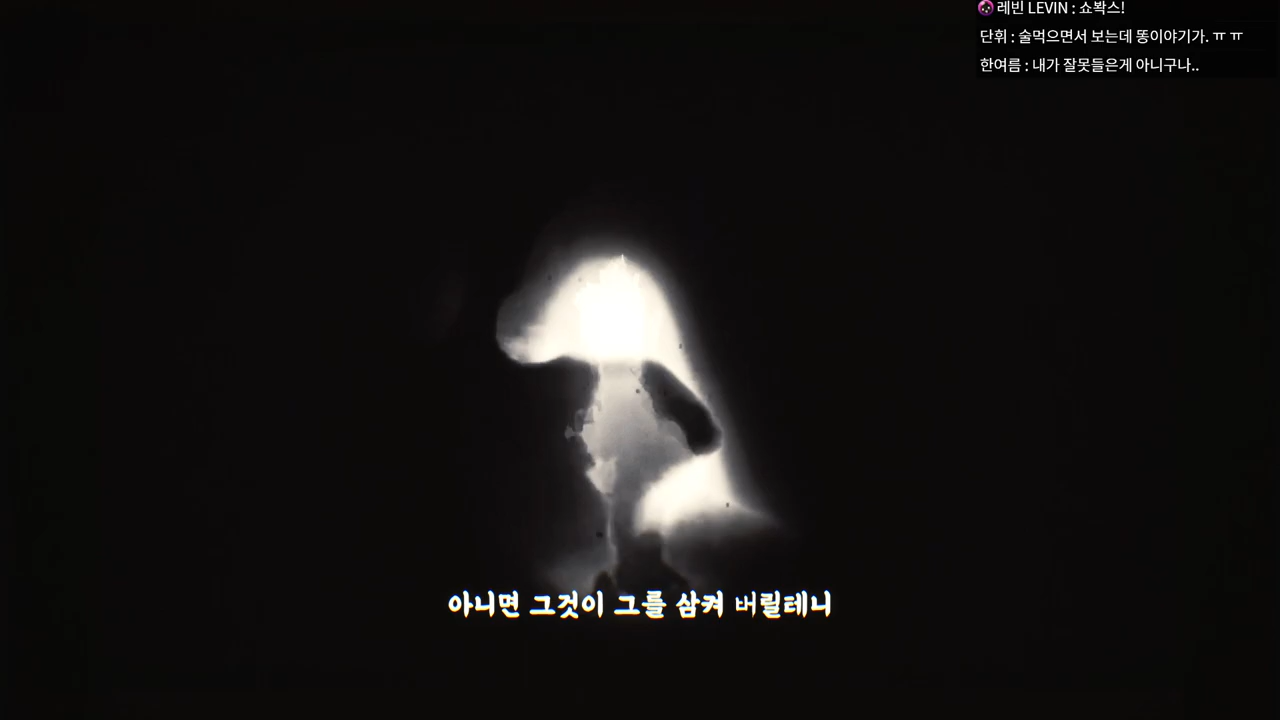 레빈 LEVIN : 쇼뽝스!
단휘 : 술먹으면서 보는데 똥이야기가. ㅠㅠ
한여름 : 내가 잘못들은게 아니구나..
아니면 그것이 그를 삼켜 버릴테니